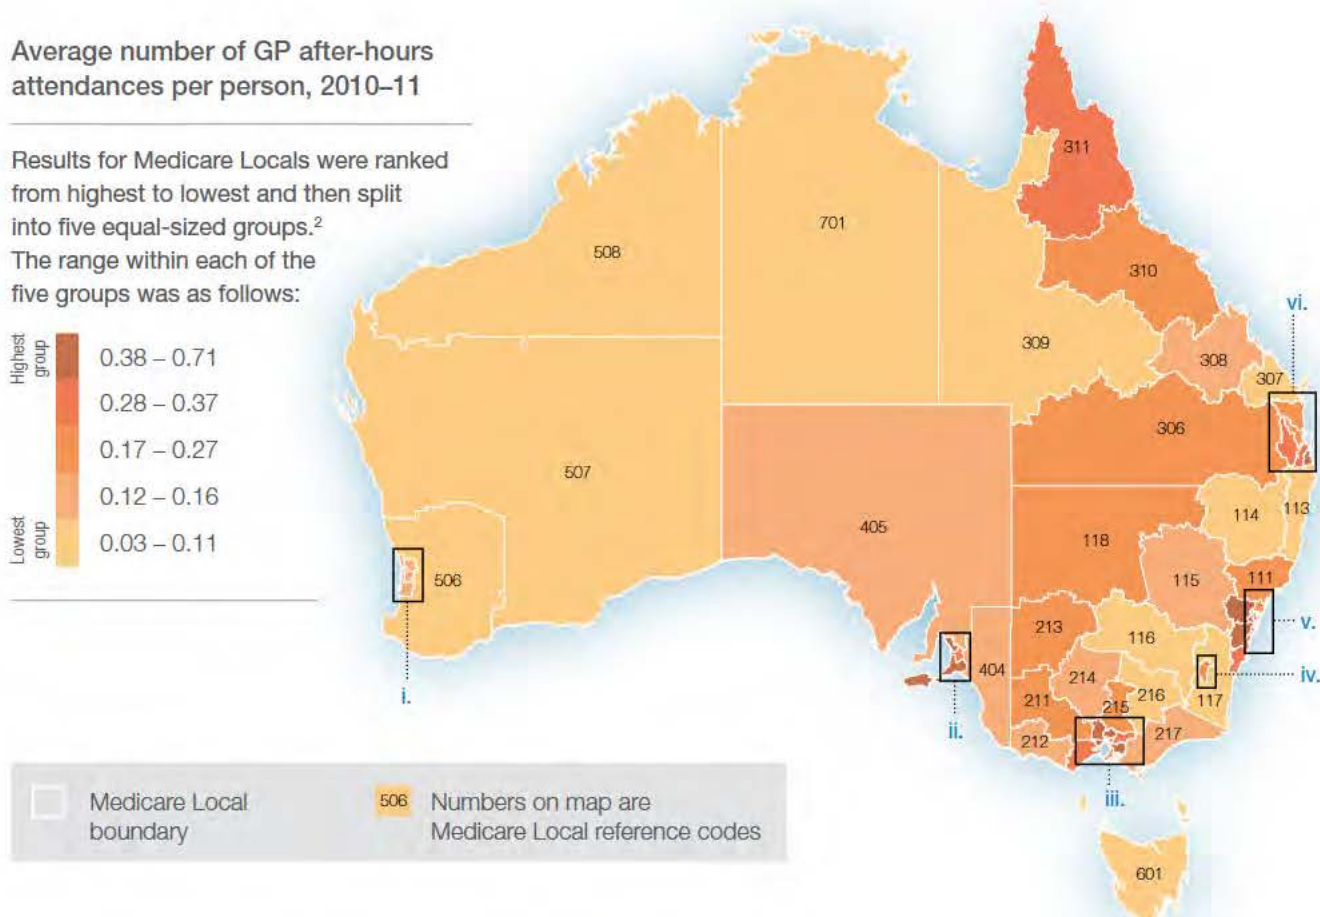 Average number of GP after-hours
attendances per person, 2010–11
Results for Medicare Locals were ranked
from highest to lowest and then split
into five equal-sized groups.²
The range within each of the
five groups was as follows:
Highest
group
0.38 – 0.71
0.28 – 0.37
0.17 – 0.27
0.12 – 0.16
0.03 – 0.11
Lowest
group
311
701
508
310
vi.
309
308
307
306
507
405
114
113
118
506
115
111
213
116
v.
404
214
iv.
211
216
117
i.
215
ii.
212
217
iii.
601
Medicare Local
boundary
506
Numbers on map are
Medicare Local reference codes